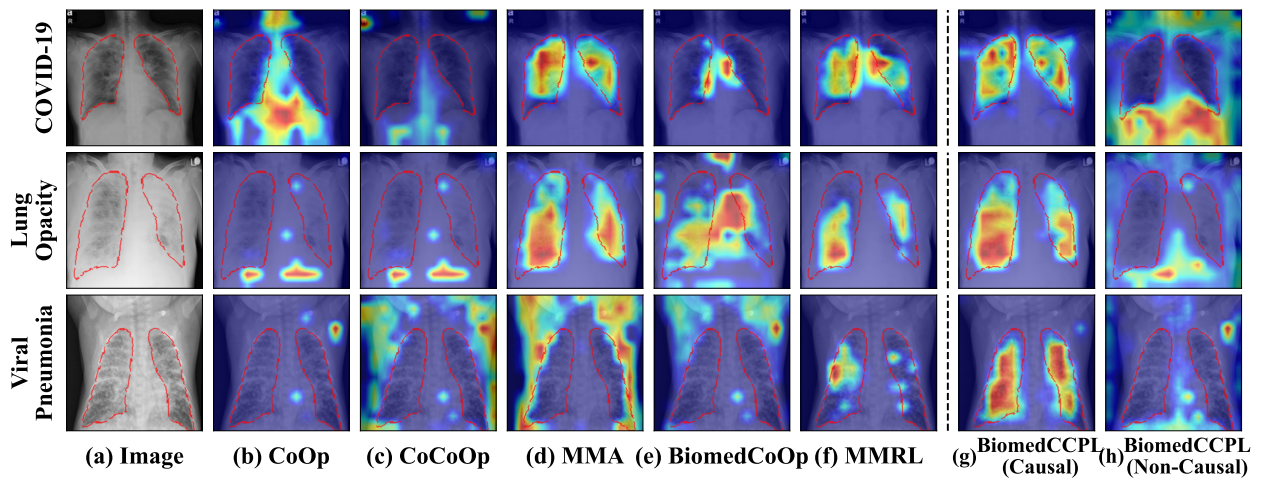 COVID-19
Lung
Opacity
Viral
Pneumonia
(a) Image
(b) CoOp
(c) CoCoOp
(d) MMA
(e) BiomedCoOp
(f) MMRL
(g) BiomedCCPL
(Causal)
(h) BiomedCCPL
(Non-Causal)